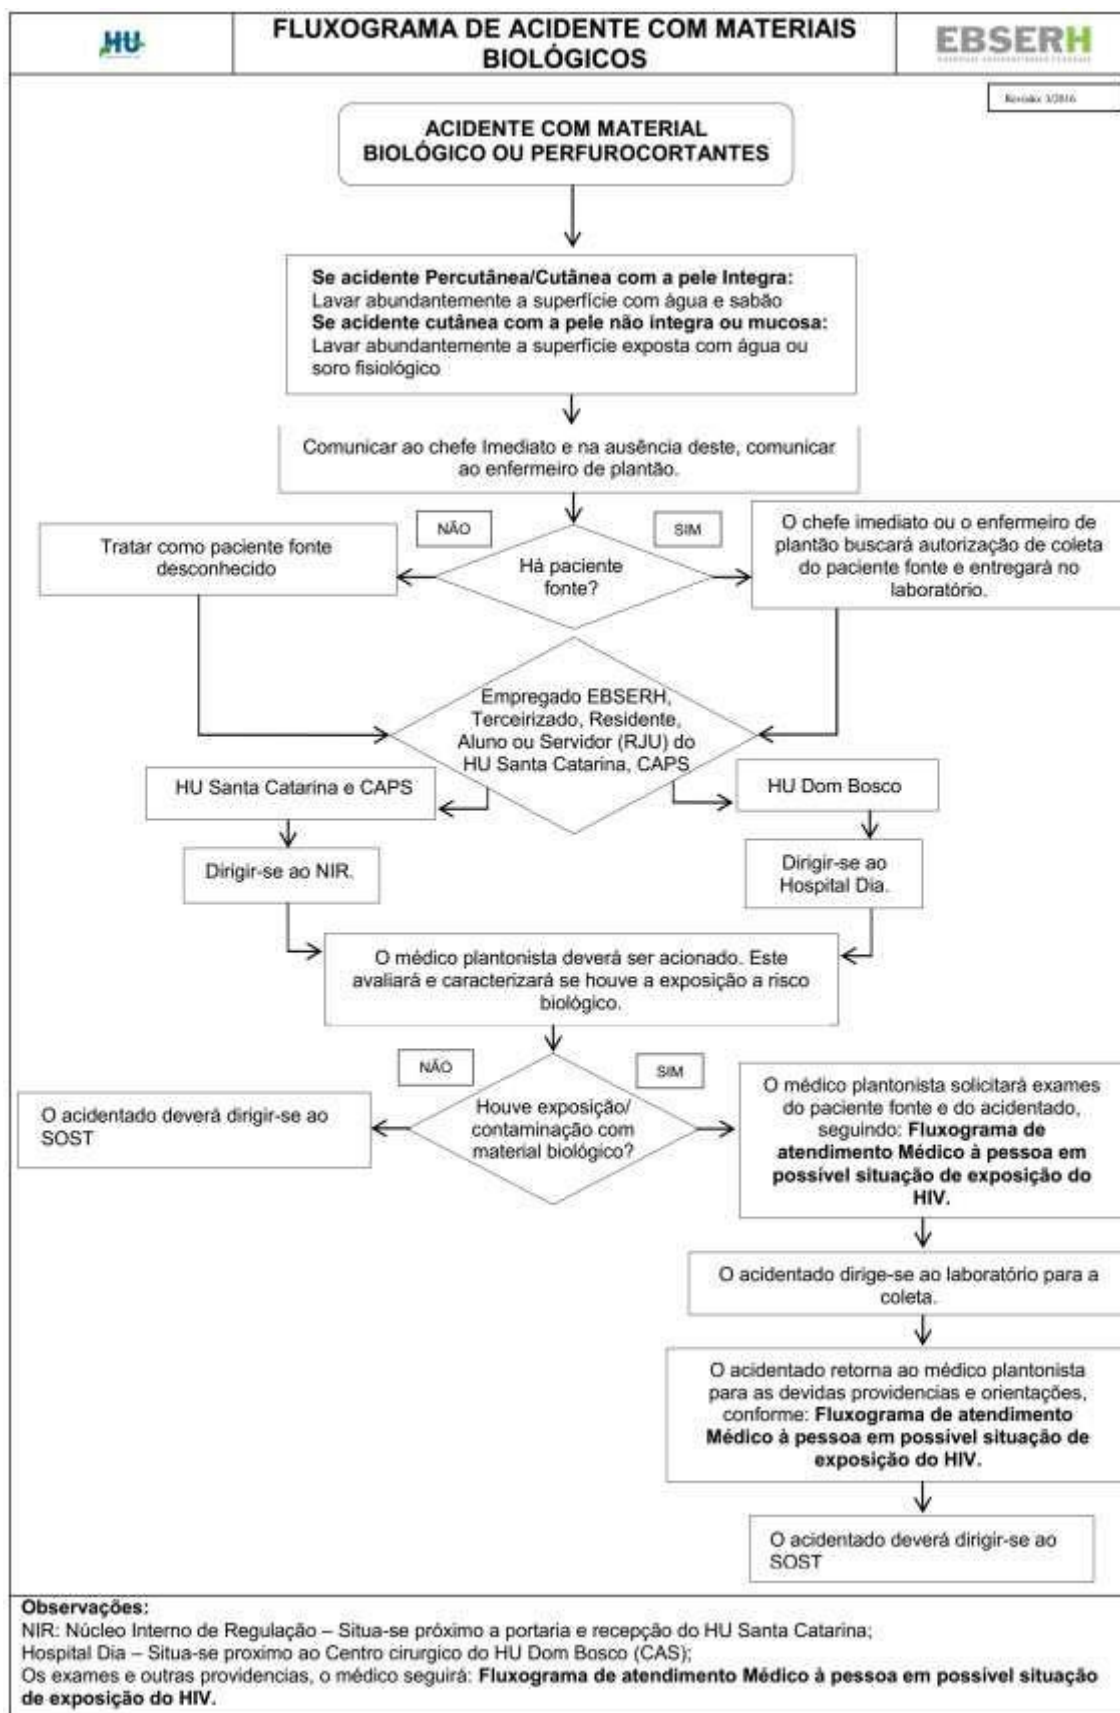 HU
FLUXOGRAMA DE ACIDENTE COM MATERIAIS
BIOLÓGICOS
EBSERH
Revisão: 3/2016
ACIDENTE COM MATERIAL
BIOLÓGICO OU PERFUROCORTANTES
Se acidente Percutânea/Cutânea com a pele Integra:
Lavar abundantemente a superfície com água e sabão
Se acidente cutânea com a pele não integra ou mucosa:
Lavar abundantemente a superfície exposta com água ou
soro fisiológico
Comunicar ao chefe Imediato e na ausência deste, comunicar
ao enfermeiro de plantão.
NÃO
SIM
Tratar como paciente fonte
desconhecido
Há paciente
fonte?
O chefe imediato ou o enfermeiro de
plantão buscará autorização de coleta
do paciente fonte e entregará no
laboratório.
Empregado EBSERH,
Terceirizado, Residente,
Aluno ou Servidor (RJU) do
HU Santa Catarina, CAPS
HU Santa Catarina e CAPS
HU Dom Bosco
Dirigir-se ao NIR.
Dirigir-se ao
Hospital Dia.
O médico plantonista deverá ser acionado. Este
avaliará e caracterizará se houve a exposição a risco
biológico.
NÃO
SIM
O acidentado deverá dirigir-se ao
SOST
Houve exposição/
contaminação com
material biológico?
O médico plantonista solicitará exames
do paciente fonte e do acidentado,
seguindo: Fluxograma de
atendimento Médico à pessoa em
possível situação de exposição do
HIV.
O acidentado dirige-se ao laboratório para a
coleta.
O acidentado retorna ao médico plantonista
para as devidas providencias e orientações,
conforme: Fluxograma de atendimento
Médico à pessoa em possível situação de
exposição do HIV.
O acidentado deverá dirigir-se ao
SOST
Observações:
NIR: Núcleo Interno de Regulação – Situa-se próximo a portaria e recepção do HU Santa Catarina;
Hospital Dia – Situa-se proximo ao Centro cirurgico do HU Dom Bosco (CAS);
Os exames e outras providencias, o médico seguirá: Fluxograma de atendimento Médico à pessoa em possível situação
de exposição do HIV.